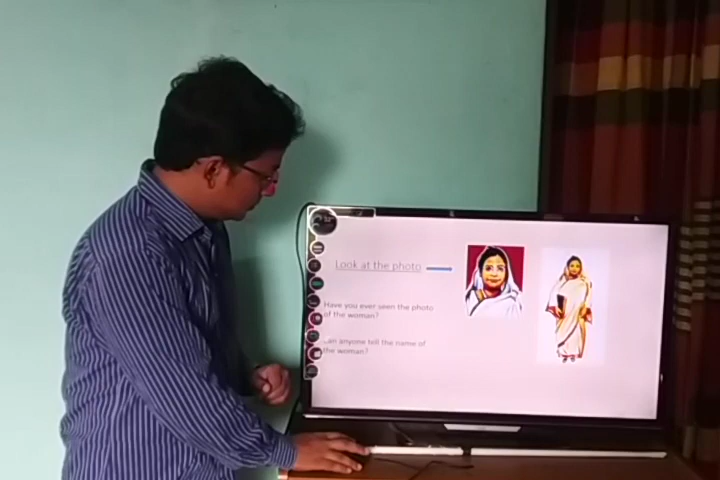 Look at the photo
Have you ever seen the photo
of the woman?
Can anyone tell the name of
the woman?